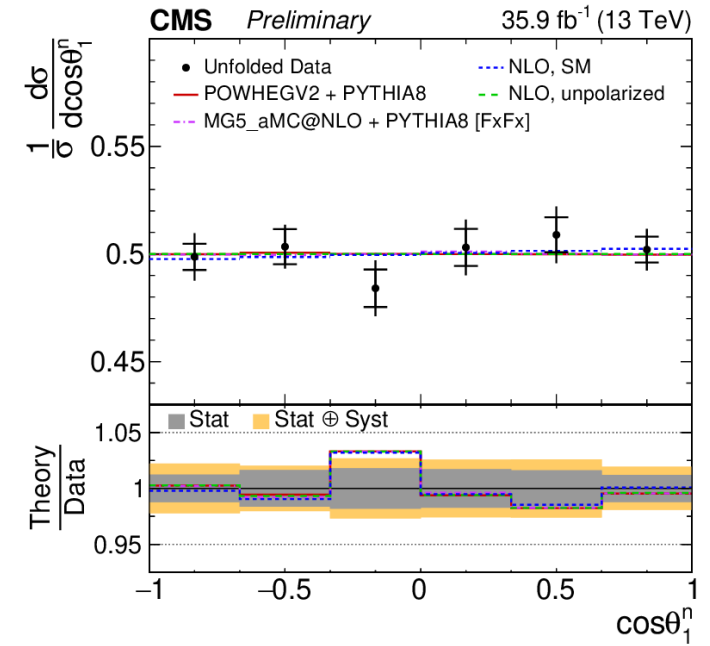 CMS Preliminary 35.9 fb⁻¹ (13 TeV)
1/σ dσ/dcosθ₁ⁿ
Unfolded Data
POWHEGV2 + PYTHIA8
MG5_aMC@NLO + PYTHIA8 [FxFx]
NLO, SM
NLO, unpolarized
0.55
0.5
0.45
Stat
Stat ⊕ Syst
Theory/Data
1.05
1
0.95
−1 −0.5 0 0.5 1
cosθ₁ⁿ